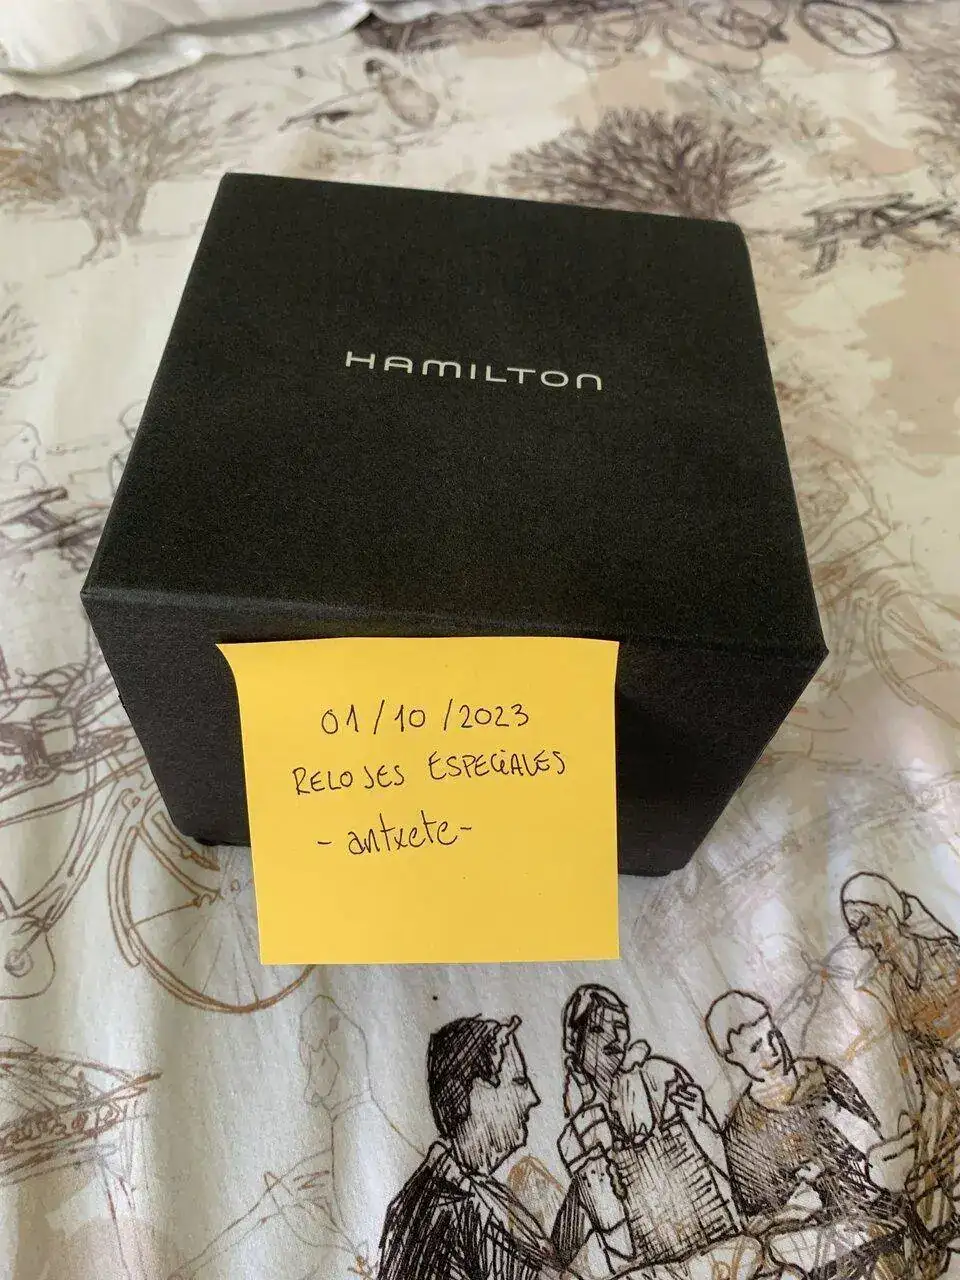 HAMILTON
01/10/2023
RELOJES ESPECIALES
- antxete-